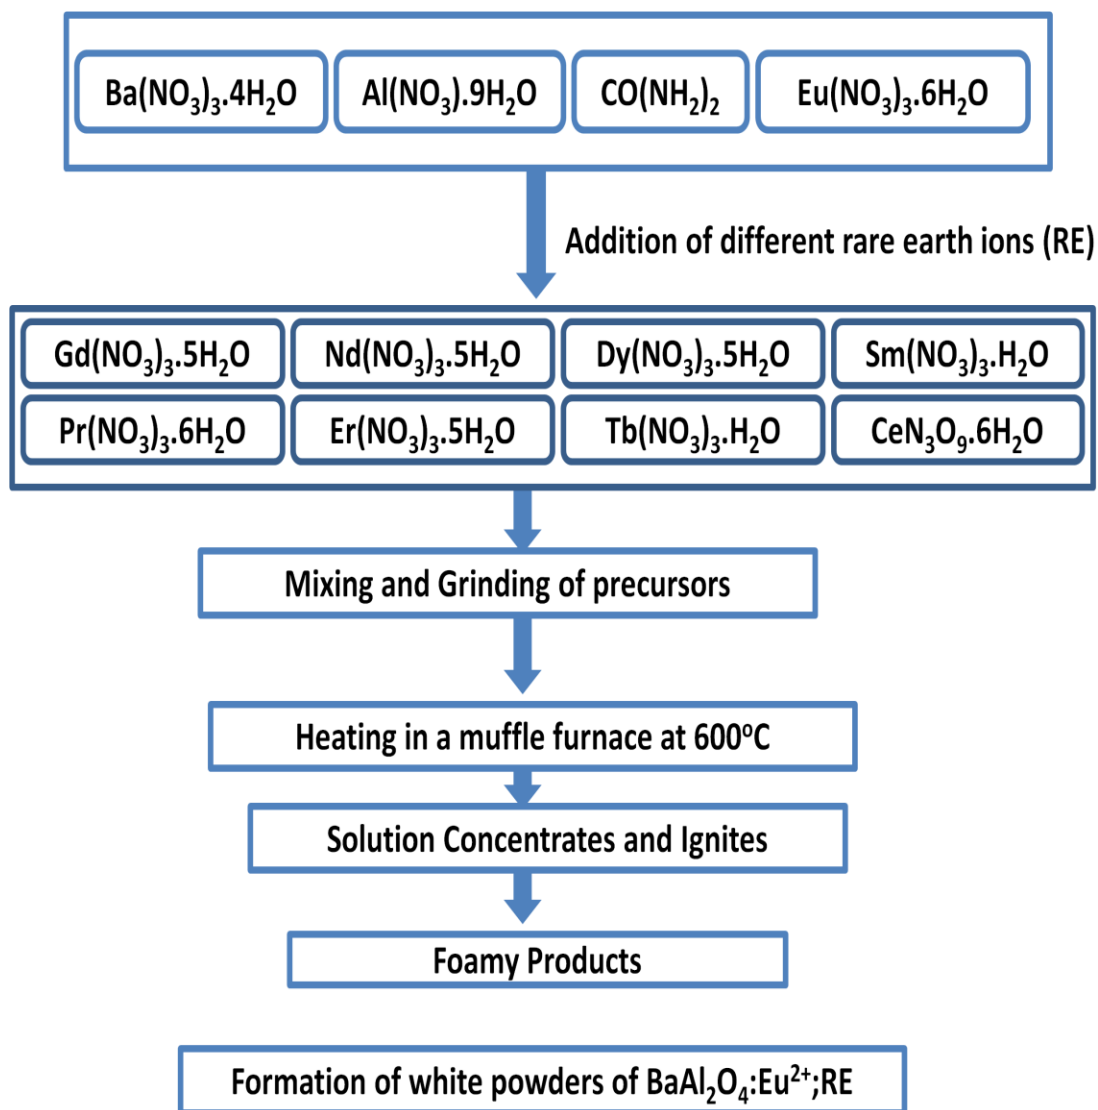 Ba(NO₃)₃.4H₂O Al(NO₃).9H₂O CO(NH₂)₂ Eu(NO₃)₃.6H₂O
Addition of different rare earth ions (RE)
Gd(NO₃)₃.5H₂O Nd(NO₃)₃.5H₂O Dy(NO₃)₃.5H₂O Sm(NO₃)₃.H₂O
Pr(NO₃)₃.6H₂O Er(NO₃)₃.5H₂O Tb(NO₃)₃.H₂O CeN₃O₉.6H₂O
Mixing and Grinding of precursors
Heating in a muffle furnace at 600ᵒC
Solution Concentrates and Ignites
Foamy Products
Formation of white powders of BaAl₂O₄:Eu²⁺;RE